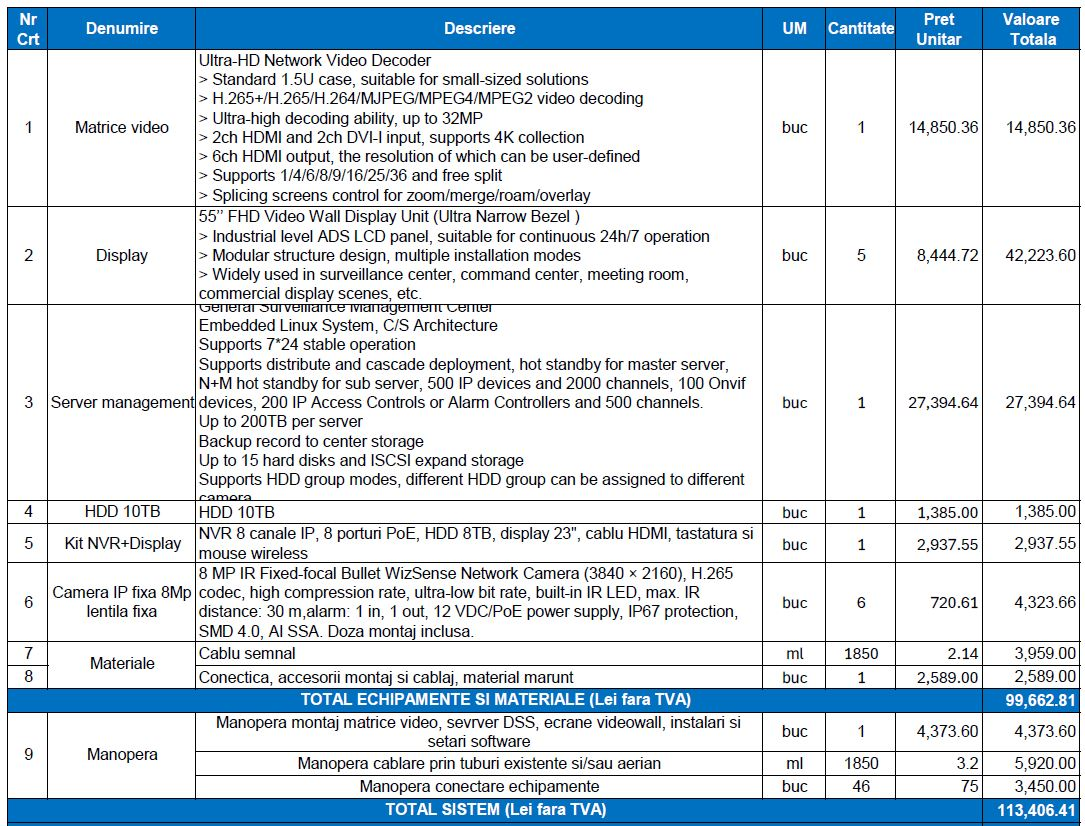 Nr Crt Denumire Descriere UM Cantitate Pret Unitar Valoare Totala
1 Matrice video Ultra-HD Network Video Decoder
> Standard 1.5U case, suitable for small-sized solutions
> H.265+/H.265/H.264/MJPEG/MPEG4/MPEG2 video decoding
> Ultra-high decoding ability, up to 32MP
> 2ch HDMI and 2ch DVI-I input, supports 4K collection
> 6ch HDMI output, the resolution of which can be user-defined
> Supports 1/4/6/8/9/16/25/36 and free split
> Splicing screens control for zoom/merge/roam/overlay
buc 1 14,850.36 14,850.36
2 Display 55’’ FHD Video Wall Display Unit (Ultra Narrow Bezel )
> Industrial level ADS LCD panel, suitable for continuous 24h/7 operation
> Modular structure design, multiple installation modes
> Widely used in surveillance center, command center, meeting room,
commercial display scenes, etc.
buc 5 8,444.72 42,223.60
3 Server management General Surveillance Management Center
Embedded Linux System, C/S Architecture
Supports 7*24 stable operation
Supports distribute and cascade deployment, hot standby for master server,
N+M hot standby for sub server, 500 IP devices and 2000 channels, 100 Onvif
devices, 200 IP Access Controls or Alarm Controllers and 500 channels.
Up to 200TB per server
Backup record to center storage
Up to 15 hard disks and ISCSI expand storage
Supports HDD group modes, different HDD group can be assigned to different
camera
buc 1 27,394.64 27,394.64
4 HDD 10TB HDD 10TB buc 1 1,385.00 1,385.00
5 Kit NVR+Display NVR 8 canale IP, 8 porturi PoE, HDD 8TB, display 23", cablu HDMI, tastatura si
mouse wireless
buc 1 2,937.55 2,937.55
6 Camera IP fixa 8Mp
lentila fixa
8 MP IR Fixed-focal Bullet WizSense Network Camera (3840 × 2160), H.265
codec, high compression rate, ultra-low bit rate, built-in IR LED, max. IR
distance: 30 m,alarm: 1 in, 1 out, 12 VDC/PoE power supply, IP67 protection,
SMD 4.0, AI SSA. Doza montaj inclusa.
buc 6 720.61 4,323.66
7 Materiale Cablu semnal ml 1850 2.14 3,959.00
8 Conectica, accesorii montaj si cablaj, material marunt buc 1 2,589.00 2,589.00
TOTAL ECHIPAMENTE SI MATERIALE (Lei fara TVA) 99,662.81
9 Manopera Manopera montaj matrice video, sevrver DSS, ecrane videowall, instalari si
setari software
buc 1 4,373.60 4,373.60
Manopera cablare prin tuburi existente si/sau aerian ml 1850 3.2 5,920.00
Manopera conectare echipamente buc 46 75 3,450.00
TOTAL SISTEM (Lei fara TVA) 113,406.41